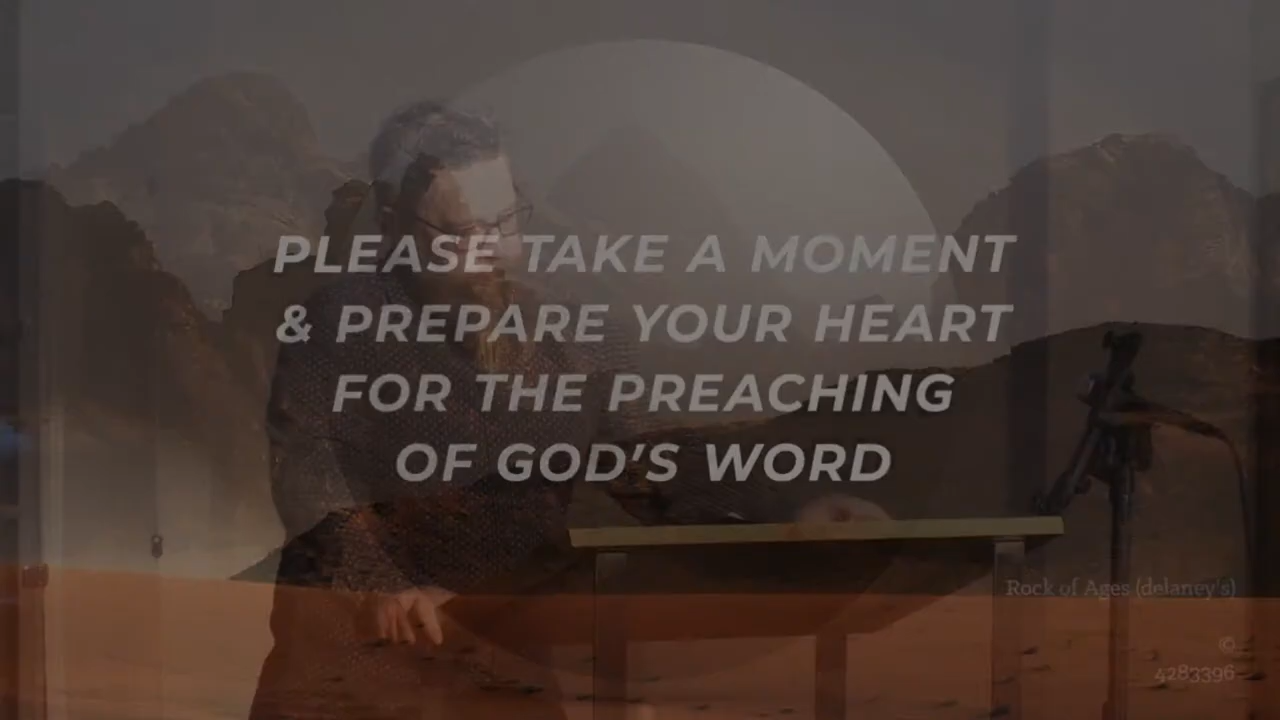 PLEASE TAKE A MOMENT
& PREPARE YOUR HEART
FOR THE PREACHING
OF GOD'S WORD
Rock of Ages (delaney's)
©
4283396